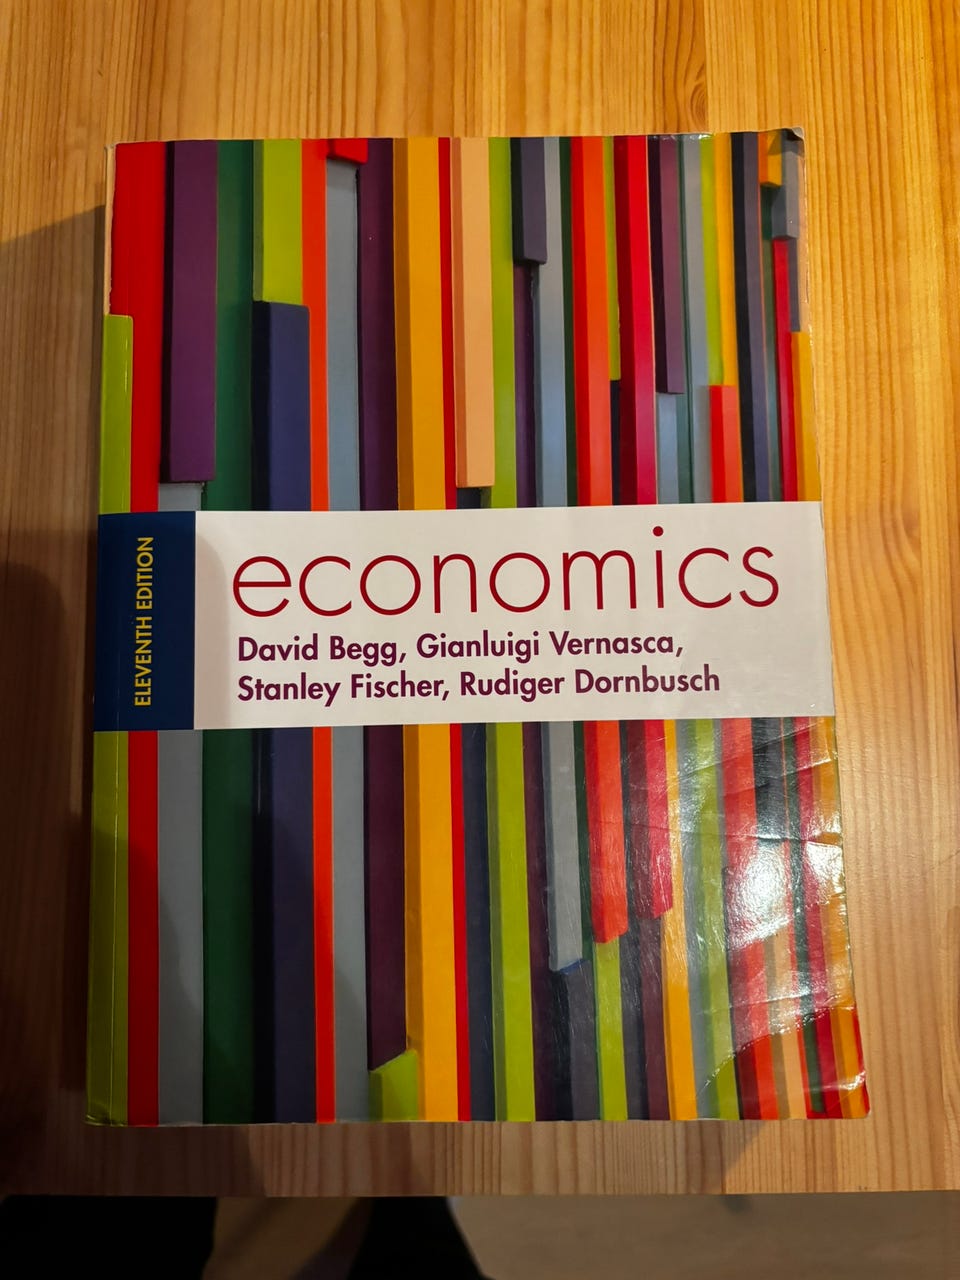 ELEVENTH EDITION
economics
David Begg, Gianluigi Vernasca,
Stanley Fischer, Rudiger Dornbusch